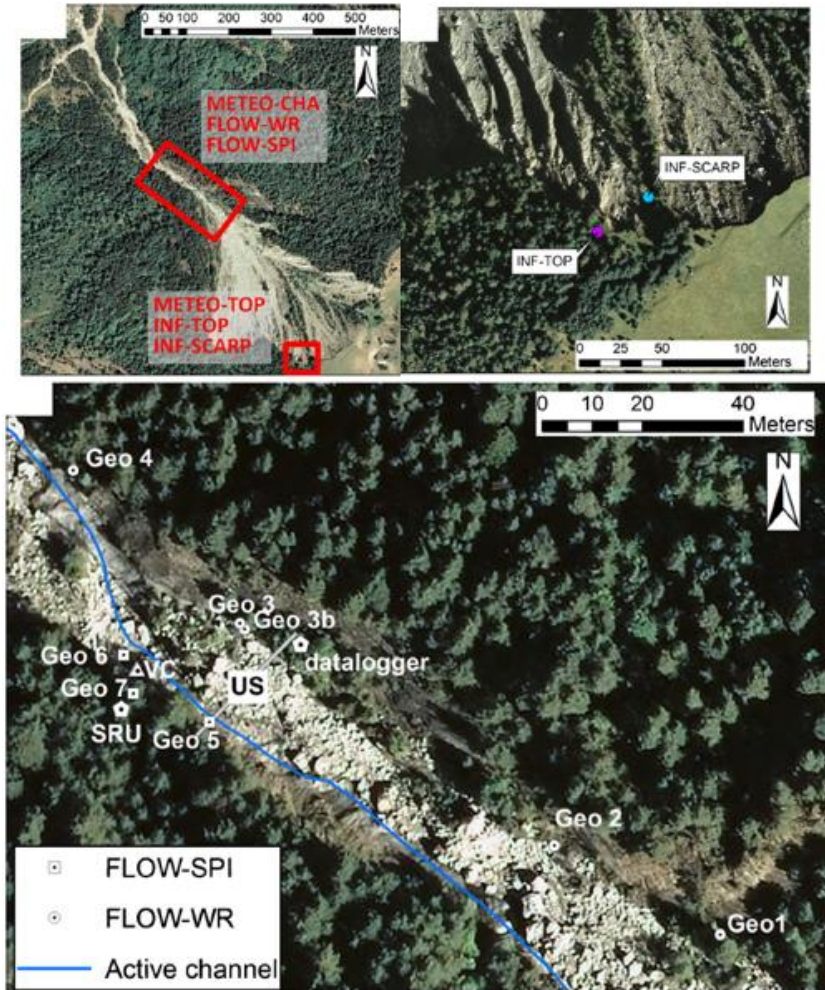 0 50 100 200 300 400 500
Meters
N
METEO-CHA
FLOW-WR
FLOW-SPI
METEO-TOP
INF-TOP
INF-SCARP
INF-SCARP
INF-TOP
N
0 25 50 100
Meters
0 10 20 40
Meters
N
Geo 4
Geo 3
Geo 3b
datalogger
Geo 6
VC
US
Geo 7
SRU
Geo 5
Geo 2
Geo1
FLOW-SPI
FLOW-WR
Active channel